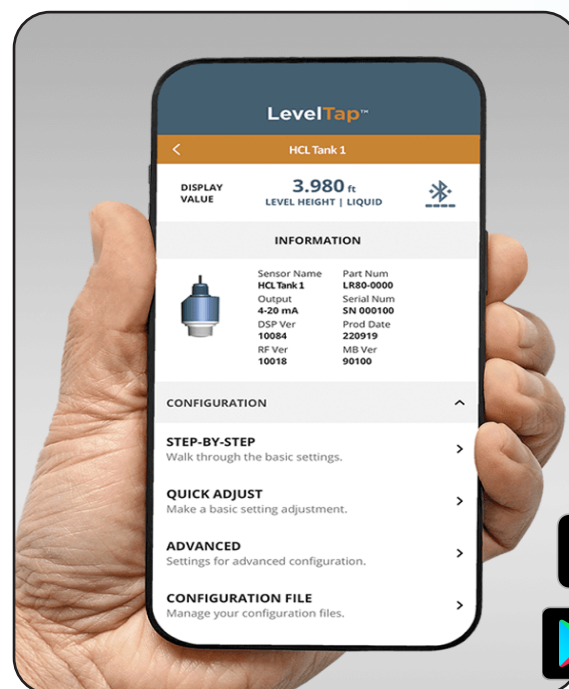 LevelTap™
HCL Tank 1
DISPLAY
VALUE
3.980 ft
LEVEL HEIGHT | LIQUID
INFORMATION
Sensor Name
HCL Tank 1
Output
4-20 mA
DSP Ver
10084
RF Ver
10018
Part Num
LR80-0000
Serial Num
SN 000100
Prod Date
220919
MB Ver
90100
CONFIGURATION
STEP-BY-STEP
Walk through the basic settings.
QUICK ADJUST
Make a basic setting adjustment.
ADVANCED
Settings for advanced configuration.
CONFIGURATION FILE
Manage your configuration files.